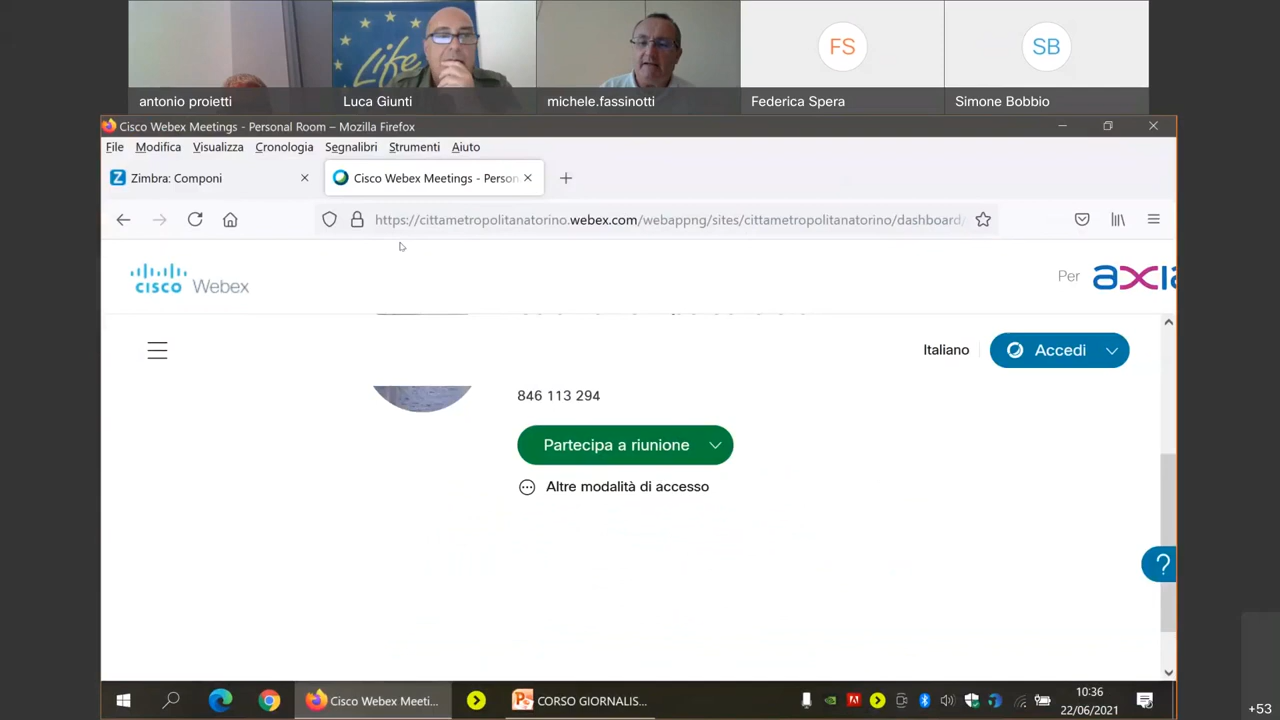 Life
FS
SB
antonio proietti
Luca Giunti
michele.fassinotti
Federica Spera
Simone Bobbio
Cisco Webex Meetings - Personal Room – Mozilla Firefox
File Modifica Visualizza Cronologia Segnalibri Strumenti Aiuto
Zimbra: Componi
Cisco Webex Meetings - Person
https://cittametropolitanatorino.webex.com/webappng/sites/cittametropolitanatorino/dashboard/
cisco Webex
Per axia
Italiano
Accedi
846 113 294
Partecipa a riunione
Altre modalità di accesso
?
Cisco Webex Meeti...
CORSO GIORNALIS...
10:36
22/06/2021
+53